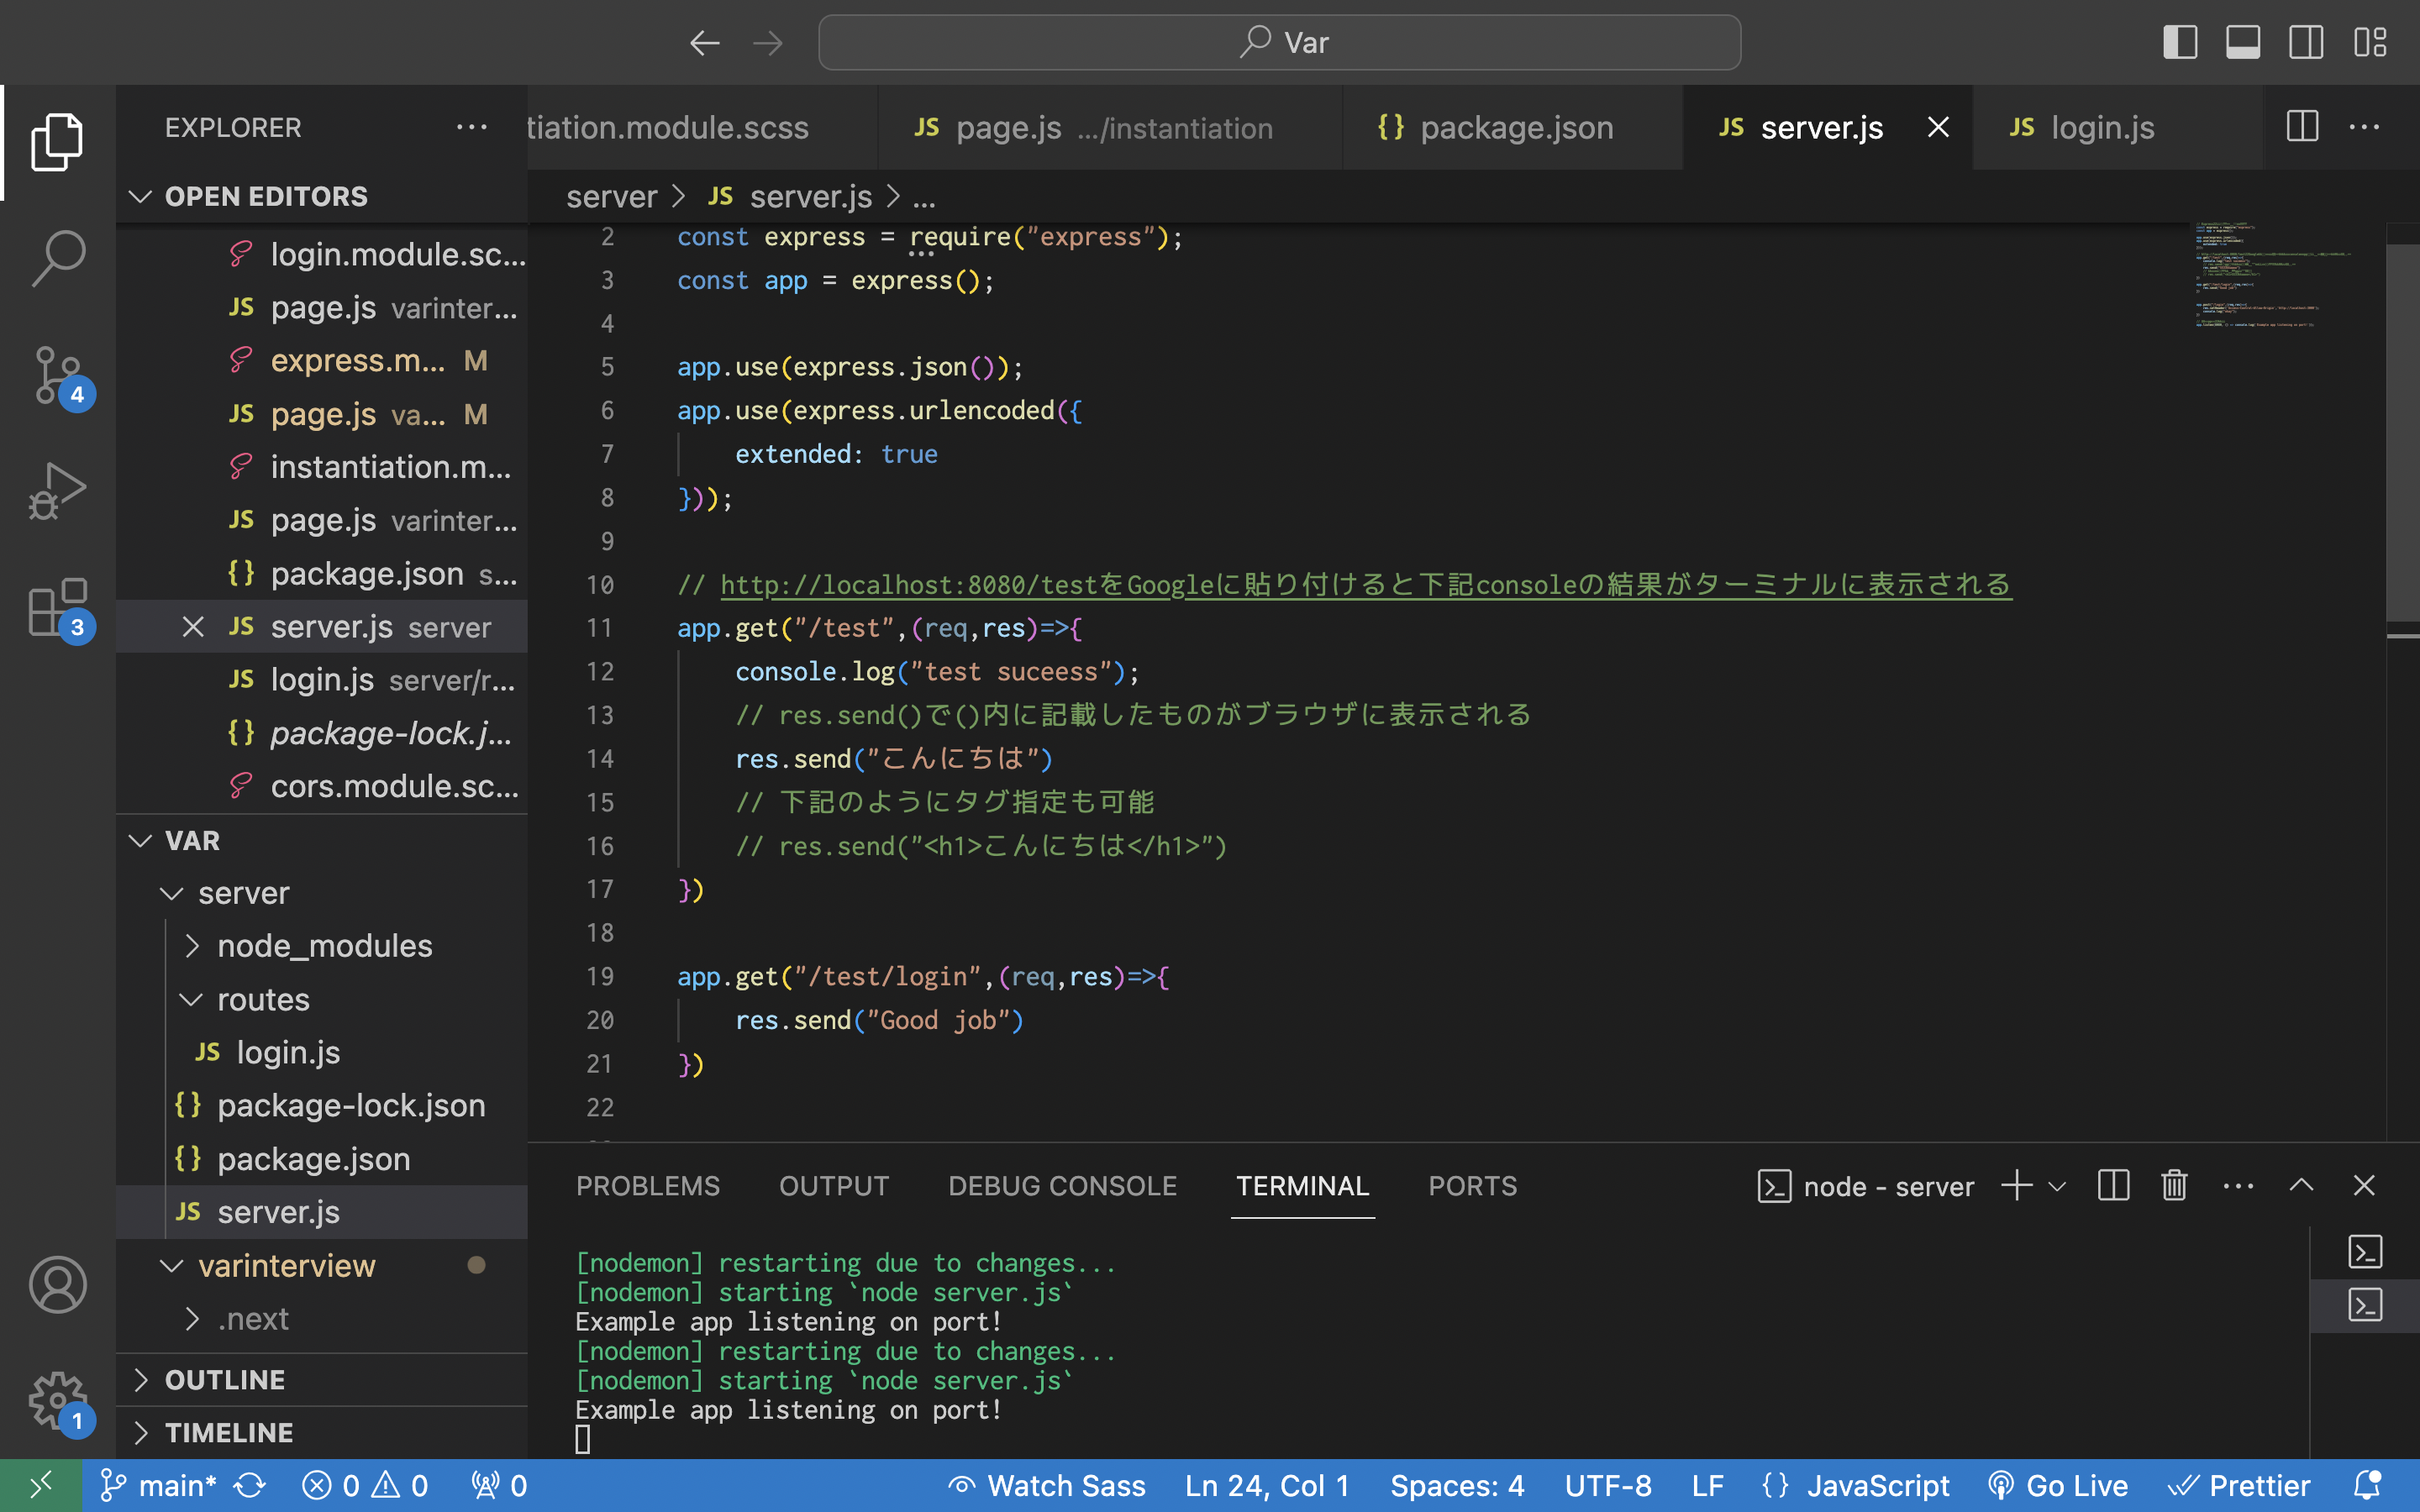 Var
EXPLORER
tiation.module.scss
JS page.js .../instantiation
{} package.json
JS server.js
JS login.js
OPEN EDITORS
login.module.sc...
JS page.js varinter...
express.m... M
JS page.js va... M
instantiation.m...
JS page.js varinter...
{} package.json s...
JS server.js server
JS login.js server/r...
{} package-lock.j...
cors.module.sc...
VAR
server
node_modules
routes
JS login.js
{} package-lock.json
{} package.json
JS server.js
varinterview
.next
OUTLINE
TIMELINE
4
3
1
server > JS server.js > ...
2 const express = require("express");
3 const app = express();
4
5 app.use(express.json());
6 app.use(express.urlencoded({
7 extended: true
8 }));
9
10 // http://localhost:8080/testをGoogleに貼り付けると下記consoleの結果がターミナルに表示される
11 app.get("/test",(req,res)=>{
12 console.log("test suceess");
13 // res.send()で()内に記載したものがブラウザに表示される
14 res.send("こんにちは")
15 // 下記のようにタグ指定も可能
16 // res.send("<h1>こんにちは</h1>")
17 })
18
19 app.get("/test/login",(req,res)=>{
20 res.send("Good job")
21 })
22
PROBLEMS OUTPUT DEBUG CONSOLE TERMINAL PORTS
node - server
[nodemon] restarting due to changes...
[nodemon] starting `node server.js`
Example app listening on port!
[nodemon] restarting due to changes...
[nodemon] starting `node server.js`
Example app listening on port!
main* 0 0 0 Watch Sass Ln 24, Col 1 Spaces: 4 UTF-8 LF {} JavaScript Go Live Prettier